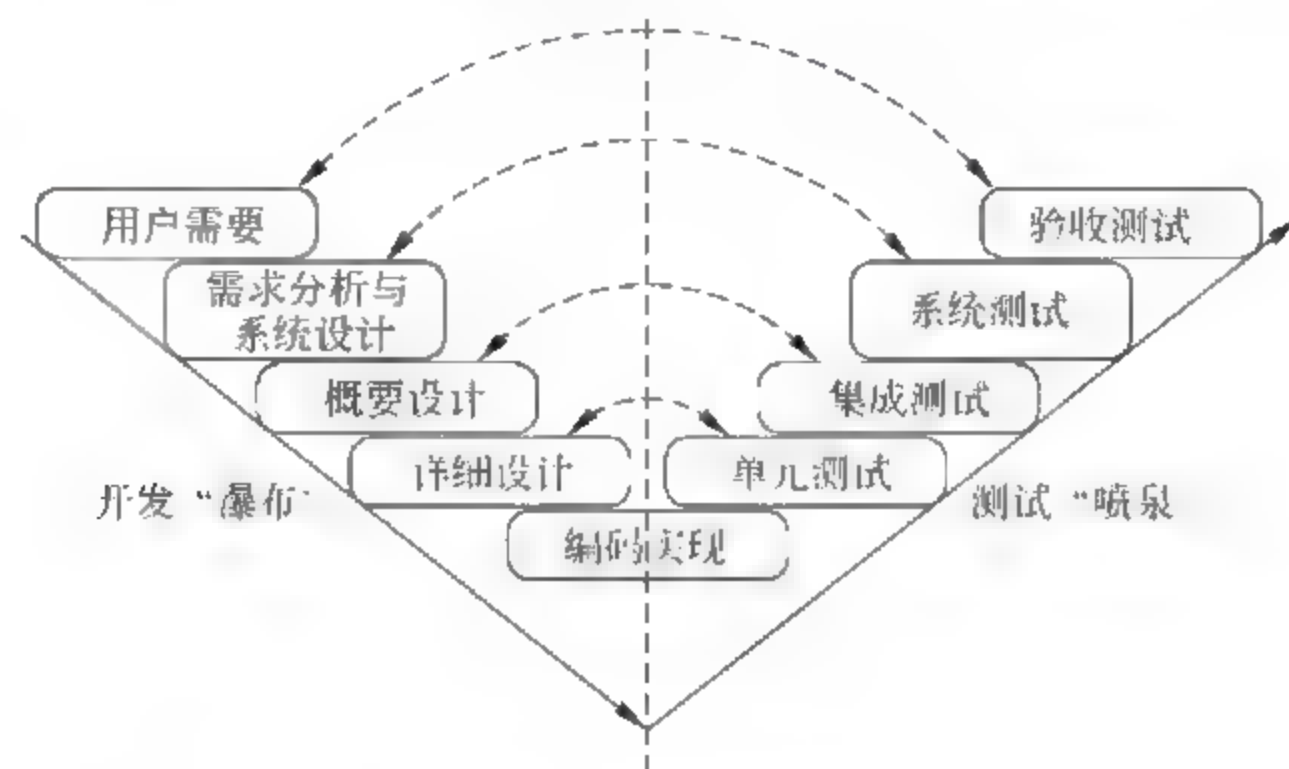 用户需要
验收测试
需求分析与
系统设计
系统测试
概要设计
集成测试
详细设计
单元测试
开发“瀑布”
测试“喷泉
编码实现